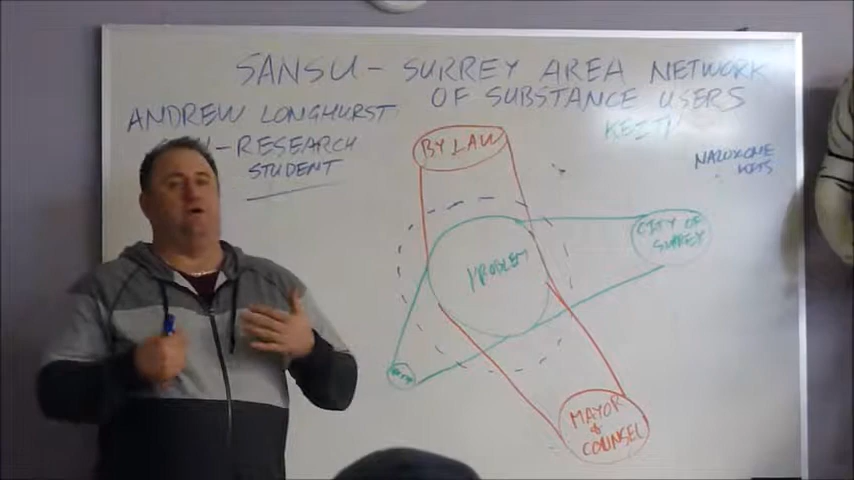 SANSU - SURREY AREA NETWORK
OF SUBSTANCE USERS
ANDREW LONGHURST
-RESEARCH
STUDENT
BY LAW
NALOXONE
KITS
CITY OF
SURREY
PROBLEM
MAYOR
&
COUNSEL